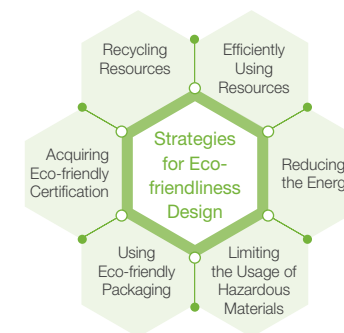 Recycling
Resources
Efficiently
Using
Resources
Acquiring
Eco-friendly
Certification
Strategies
for Eco-
friendliness
Design
Reducing
the Energ
Using
Eco-friendly
Packaging
Limiting
the Usage of
Hazardous
Materials